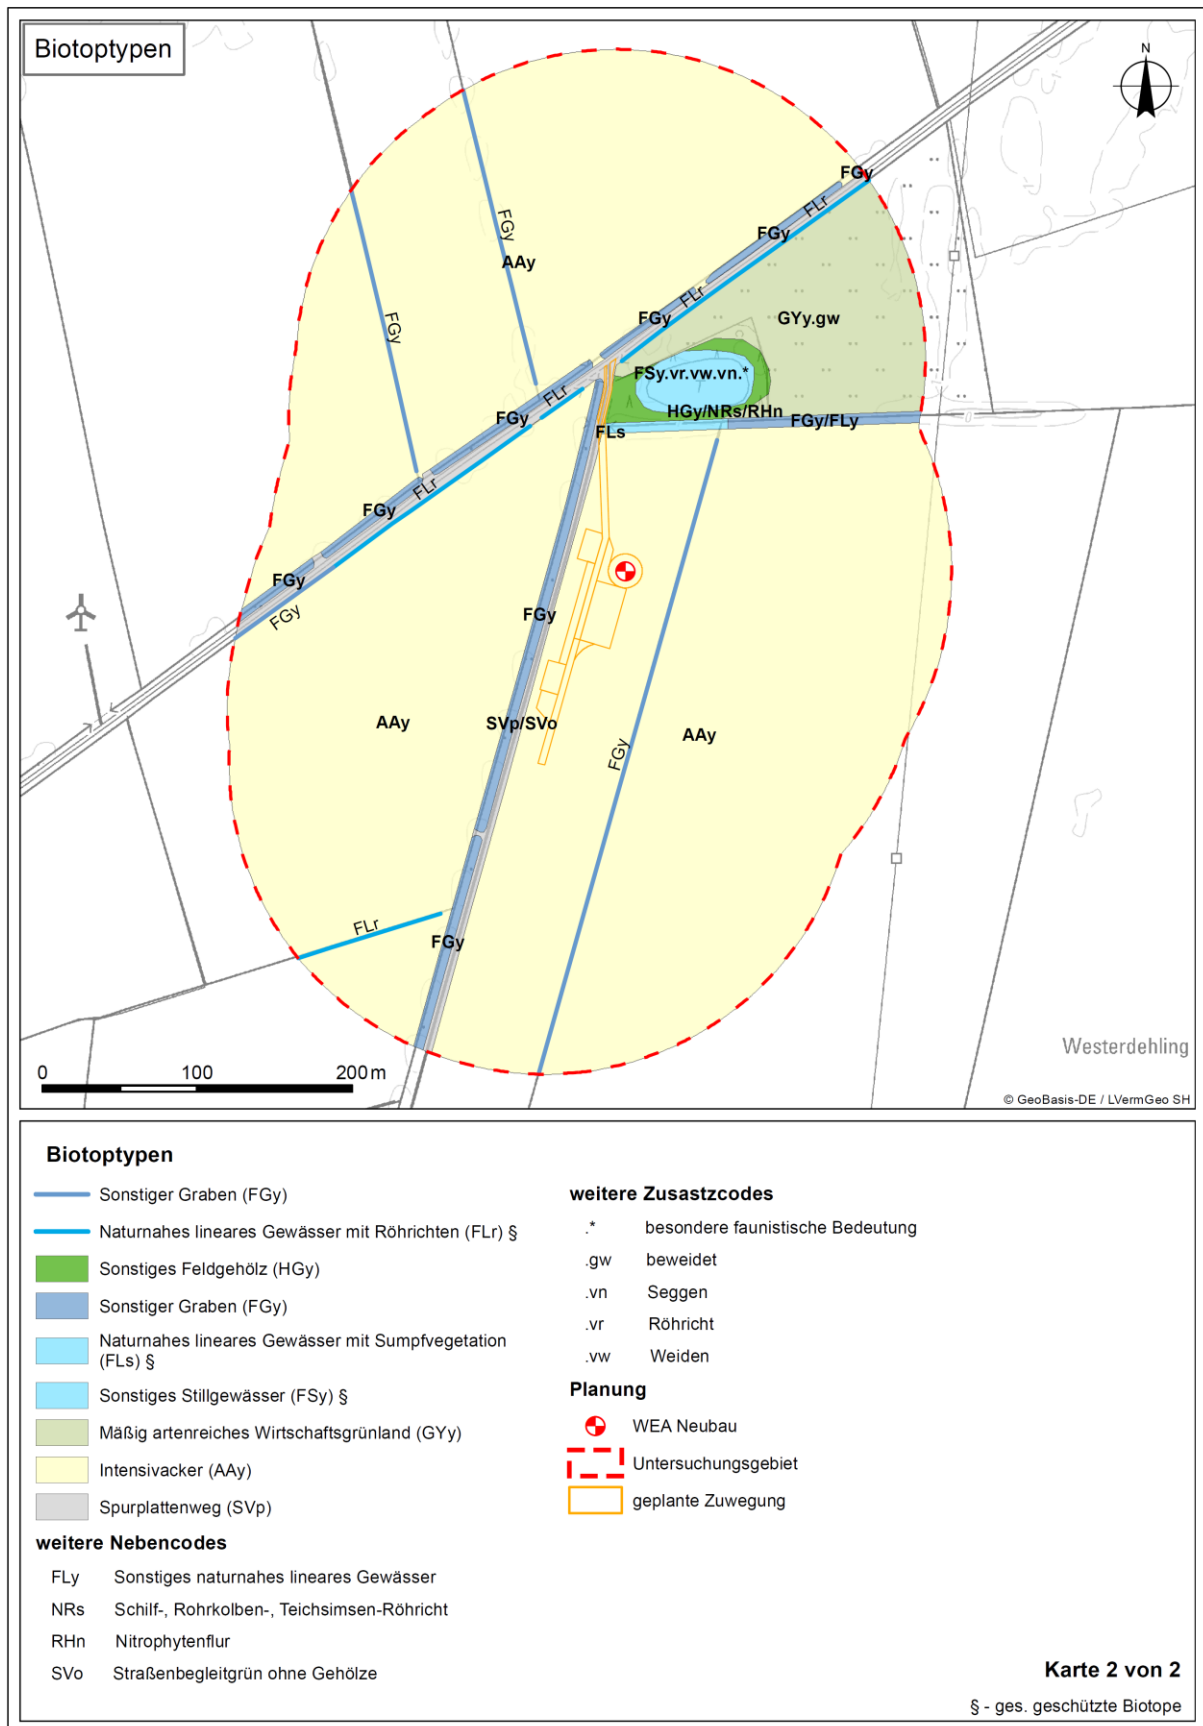 Biotoptypen
N
FGy
FLr
FGy
FGy
AAy
FLr
FGy
GYy.gw
FGy
FSy.vr.vw.vn.*
FLr
HGy/NRs/RHn
FGy
FGy/FLy
FLs
FLr
FGy
FGy
FGy
FGy
AAy
SVp/SVo
AAy
FGy
FLr
FGy
0 100 200 m
Westerdehling
© GeoBasis-DE / LVermGeo SH
Biotoptypen
Sonstiger Graben (FGy)
Naturnahes lineares Gewässer mit Röhrichten (FLr) §
Sonstiges Feldgehölz (HGy)
Sonstiger Graben (FGy)
Naturnahes lineares Gewässer mit Sumpfvegetation
(FLs) §
Sonstiges Stillgewässer (FSy) §
Mäßig artenreiches Wirtschaftsgrünland (GYy)
Intensivacker (AAy)
Spurplattenweg (SVp)
weitere Nebencodes
FLy Sonstiges naturnahes lineares Gewässer
NRs Schilf-, Rohrkolben-, Teichsimsen-Röhricht
RHn Nitrophytenflur
SVo Straßenbegleitgrün ohne Gehölze
weitere Zusastzcodes
.* besondere faunistische Bedeutung
.gw beweidet
.vn Seggen
.vr Röhricht
.vw Weiden
Planung
WEA Neubau
Untersuchungsgebiet
geplante Zuwegung
Karte 2 von 2
§ - ges. geschützte Biotope